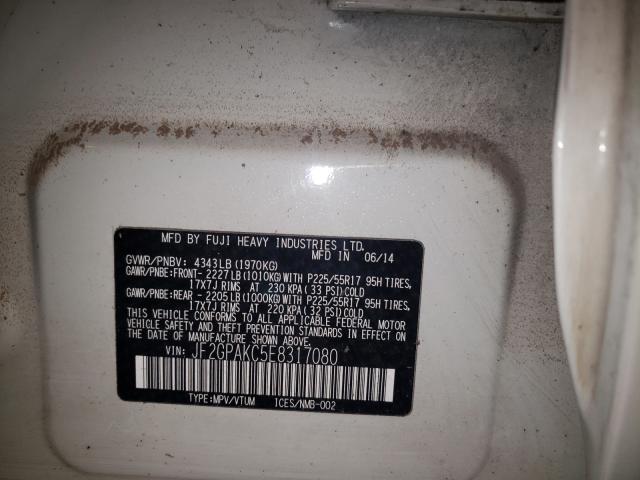 MFD BY FUJI HEAVY INDUSTRIES LTD.
GVWR/PNBV: 4343LB(1970KG) MFD IN 06/14
GAWR/PNBE:FRONT- 2227LB(1010KG)WITH P225/55R17 95H TIRES,
17X7J RIMS AT 230 KPA(33 PSI)COLD
GAWR/PNBE:REAR - 2205LB(1000KG)WITH P225/55R17 95H TIRES,
17X7J RIMS AT 220 KPA(32 PSI)COLD
THIS VEHICLE CONFORMS TO ALL APPLICABLE FEDERAL MOTOR
VEHICLE SAFETY AND THEFT PREVENTION STANDARDS IN EFFECT ON
THE DATE OF MANUFACTURE SHOWN ABOVE.
VIN: JF2GPAKC5E8317080
TYPE:MPV/VTUM ICES/NMB-002